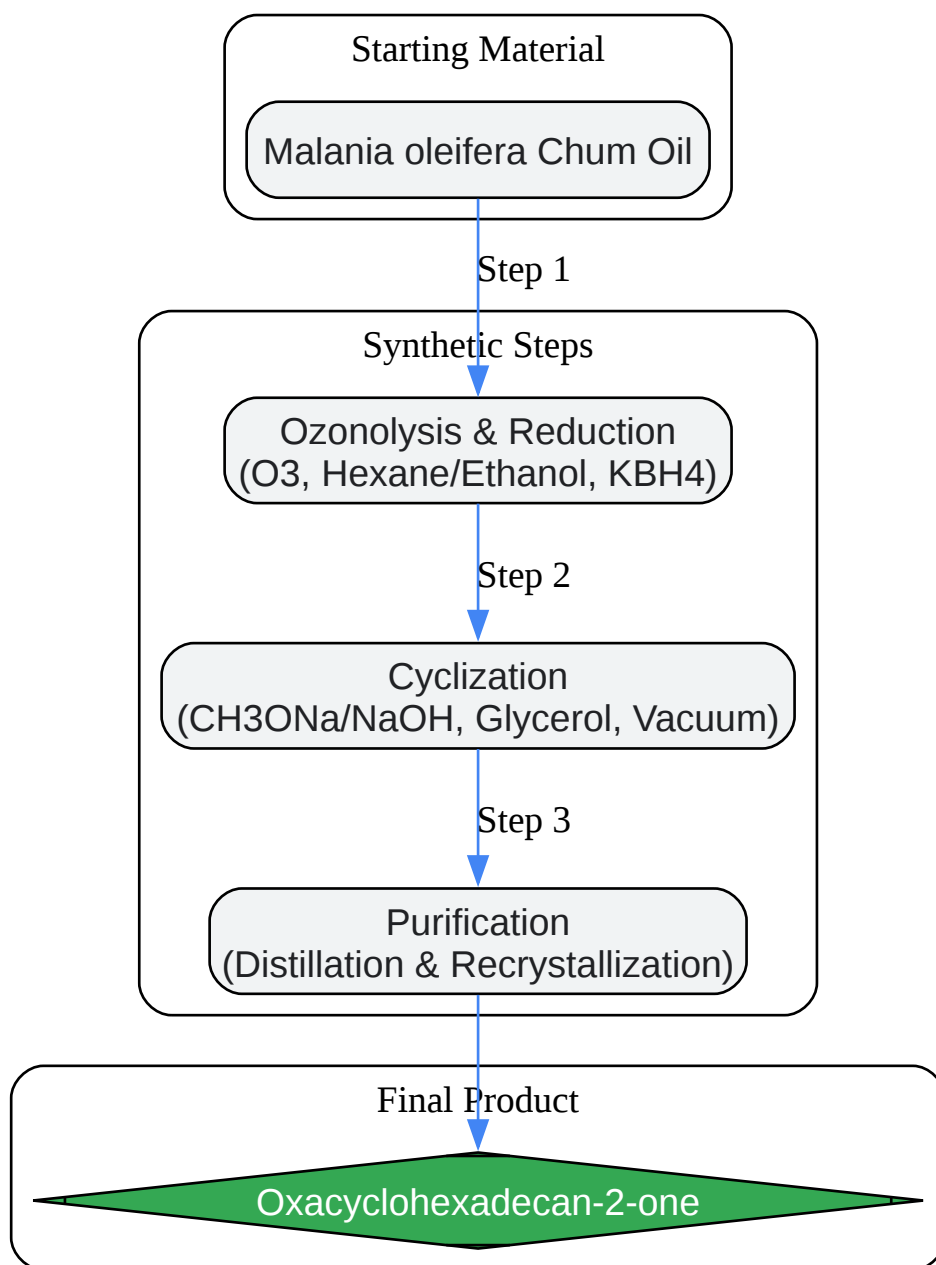 Starting Material
Malania oleifera Chum Oil
Step 1
Synthetic Steps
Ozonolysis & Reduction
(O3, Hexane/Ethanol, KBH4)
Step 2
Cyclization
(CH3ONa/NaOH, Glycerol, Vacuum)
Step 3
Purification
(Distillation & Recrystallization)
Final Product
Oxacyclohexadecan-2-one